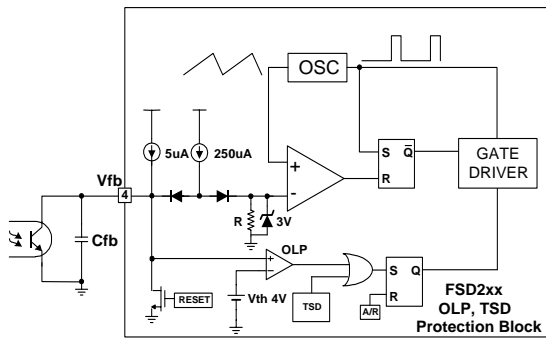 OSC
5uA
250uA
Vfb
4
+
-
S
Q
R
GATE
DRIVER
R
3V
Cfb
OLP
+
-
RESET
Vth 4V
TSD
S
Q
R
A/R
FSD2xx
OLP, TSD
Protection Block